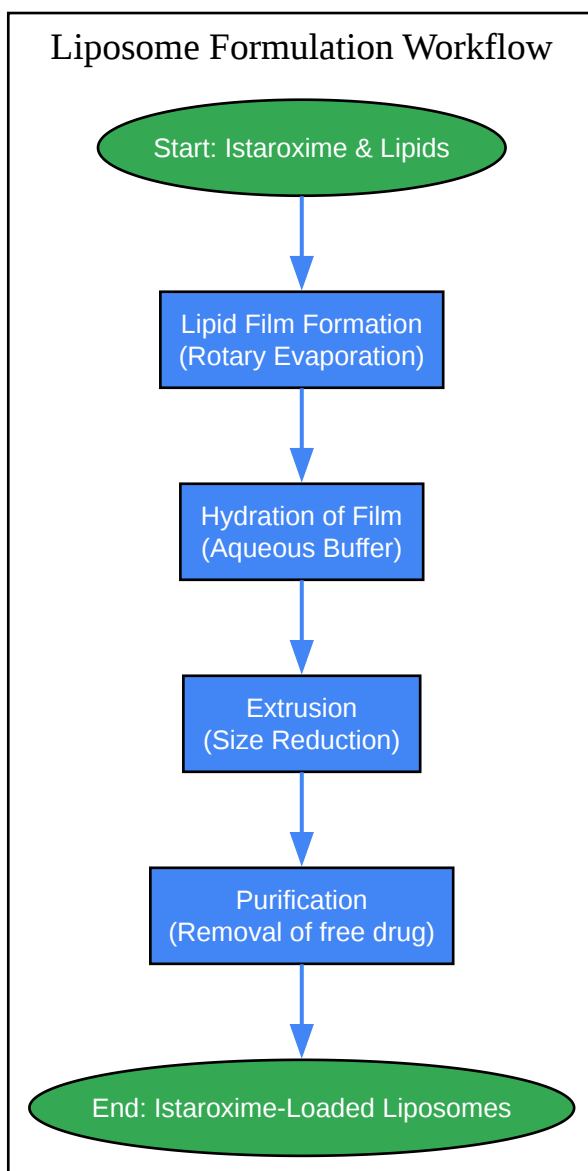 Liposome Formulation Workflow
Start: Istaroxime & Lipids
Lipid Film Formation
(Rotary Evaporation)
Hydration of Film
(Aqueous Buffer)
Extrusion
(Size Reduction)
Purification
(Removal of free drug)
End: Istaroxime-Loaded Liposomes